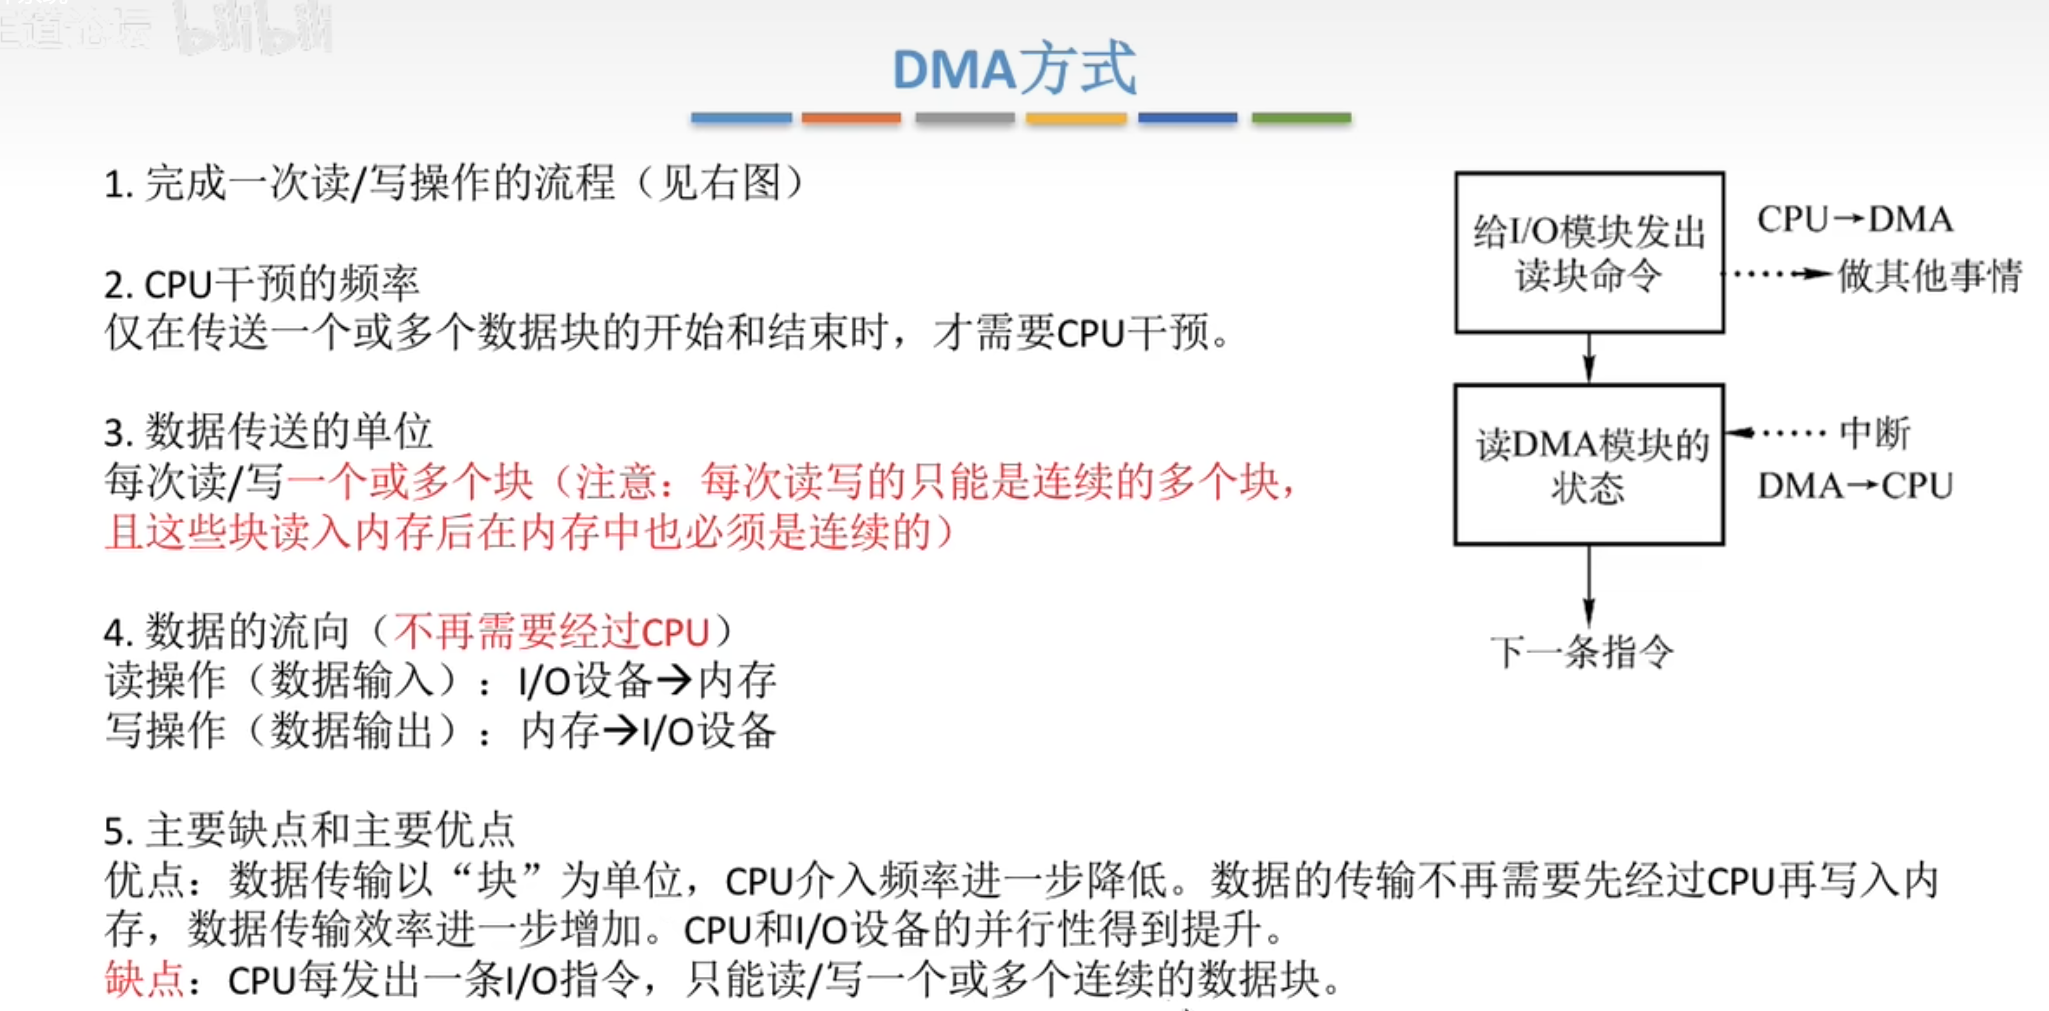 王道论坛 bilibili
DMA方式
1. 完成一次读/写操作的流程（见右图）
2. CPU干预的频率
仅在传送一个或多个数据块的开始和结束时，才需要CPU干预。
3. 数据传送的单位
每次读/写一个或多个块（注意：每次读写的只能是连续的多个块，
且这些块读入内存后在内存中也必须是连续的）
4. 数据的流向（不再需要经过CPU）
读操作（数据输入）：I/O设备→内存
写操作（数据输出）：内存→I/O设备
5. 主要缺点和主要优点
优点：数据传输以“块”为单位，CPU介入频率进一步降低。数据的传输不再需要先经过CPU再写入内
存，数据传输效率进一步增加。CPU和I/O设备的并行性得到提升。
缺点：CPU每发出一条I/O指令，只能读/写一个或多个连续的数据块。
给I/O模块发出
读块命令
CPU→DMA
做其他事情
读DMA模块的
状态
中断
DMA→CPU
下一条指令